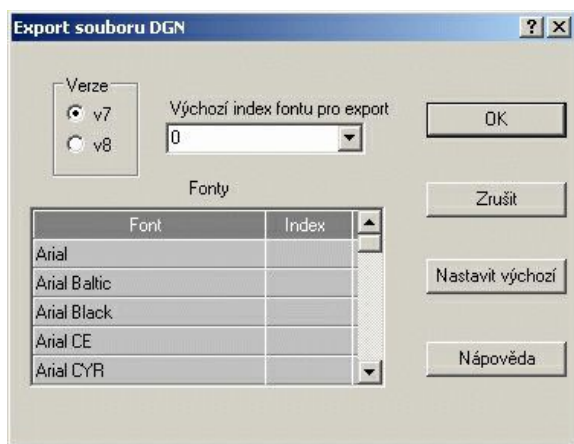 Export souboru DGN
Verze
v7
v8
Výchozí index fontu pro export
0
OK
Zrušit
Nastavit výchozí
Nápověda
Fonty
Font Index
Arial
Arial Baltic
Arial Black
Arial CE
Arial CYR